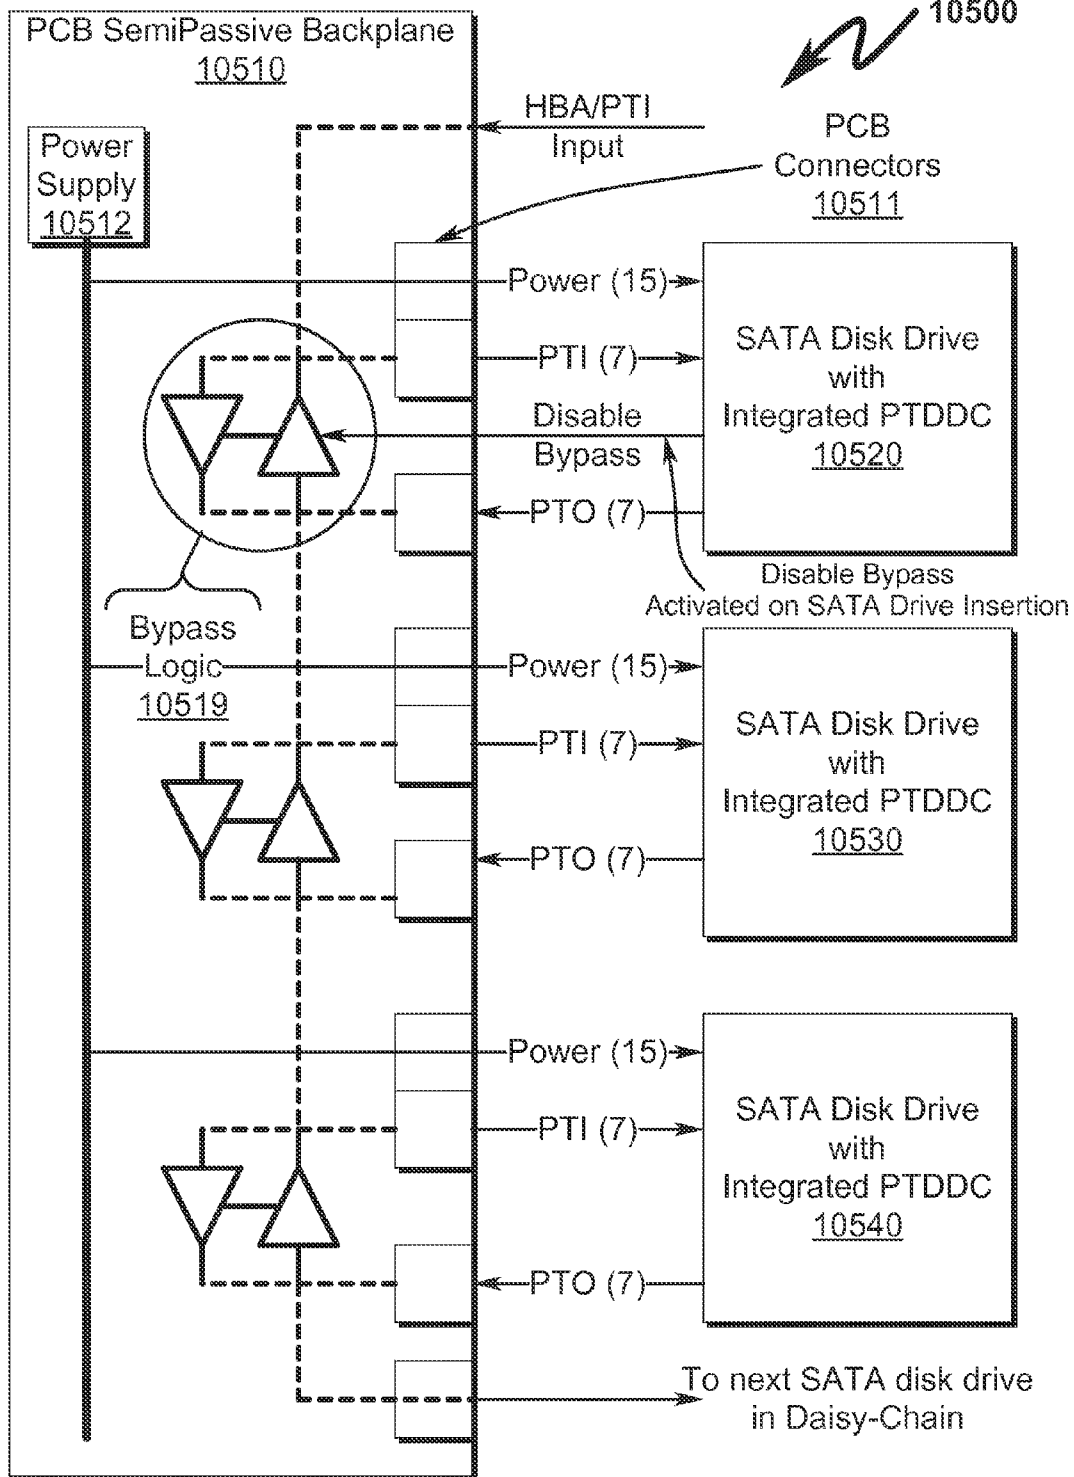 10500
PCB SemiPassive Backplane
10510
HBA/PTI
Input
PCB
Connectors
10511
Power
Supply
10512
Power (15)
PTI (7)
Disable
Bypass
PTO (7)
SATA Disk Drive
with
Integrated PTDDC
10520
Disable Bypass
Activated on SATA Drive Insertion
Bypass
Logic
10519
Power (15)
PTI (7)
PTO (7)
SATA Disk Drive
with
Integrated PTDDC
10530
Power (15)
PTI (7)
PTO (7)
SATA Disk Drive
with
Integrated PTDDC
10540
To next SATA disk drive
in Daisy-Chain